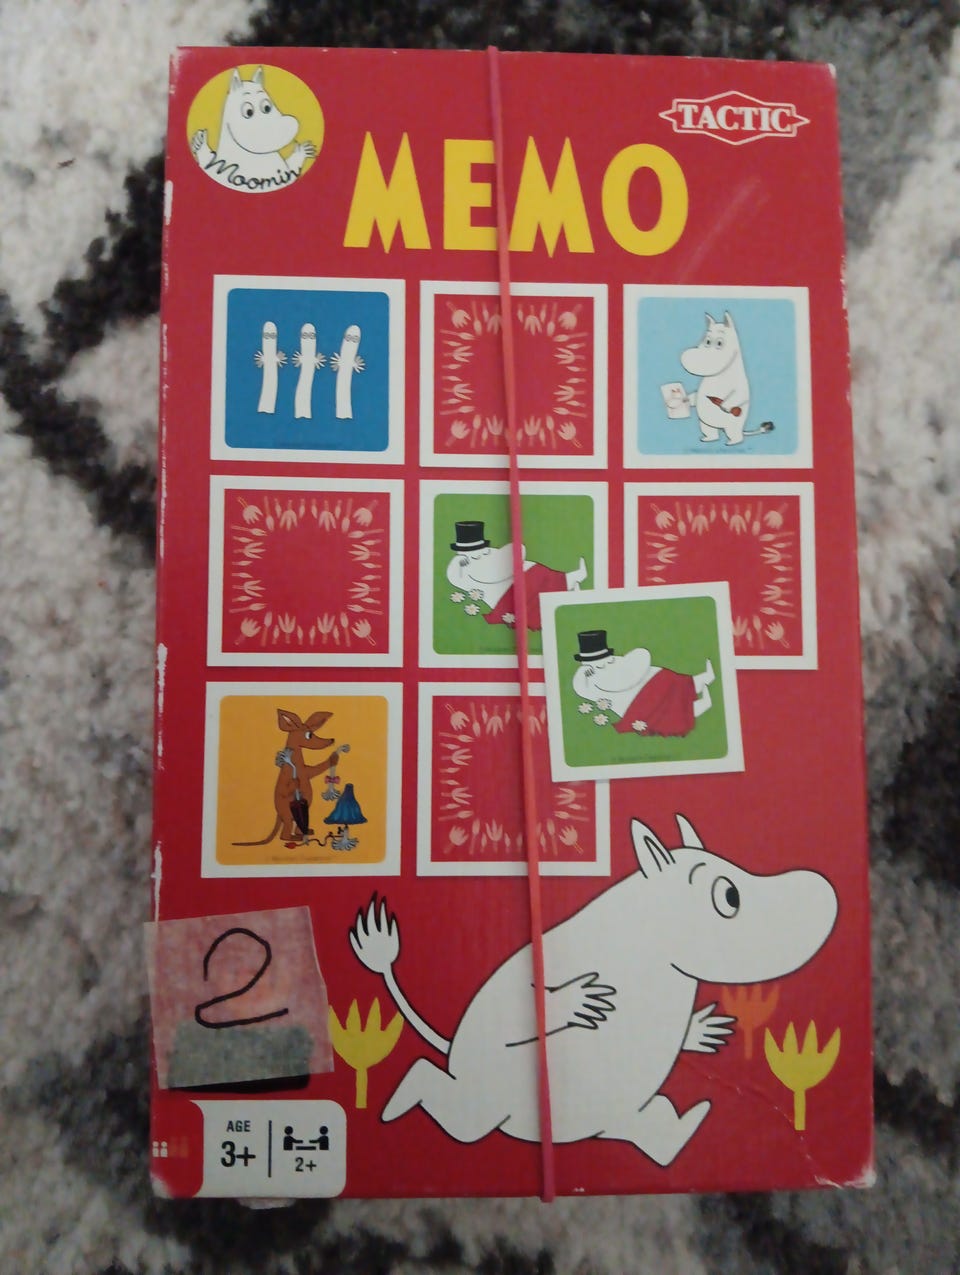 Moomin
TACTIC
MEMO
2
AGE
3+
2+